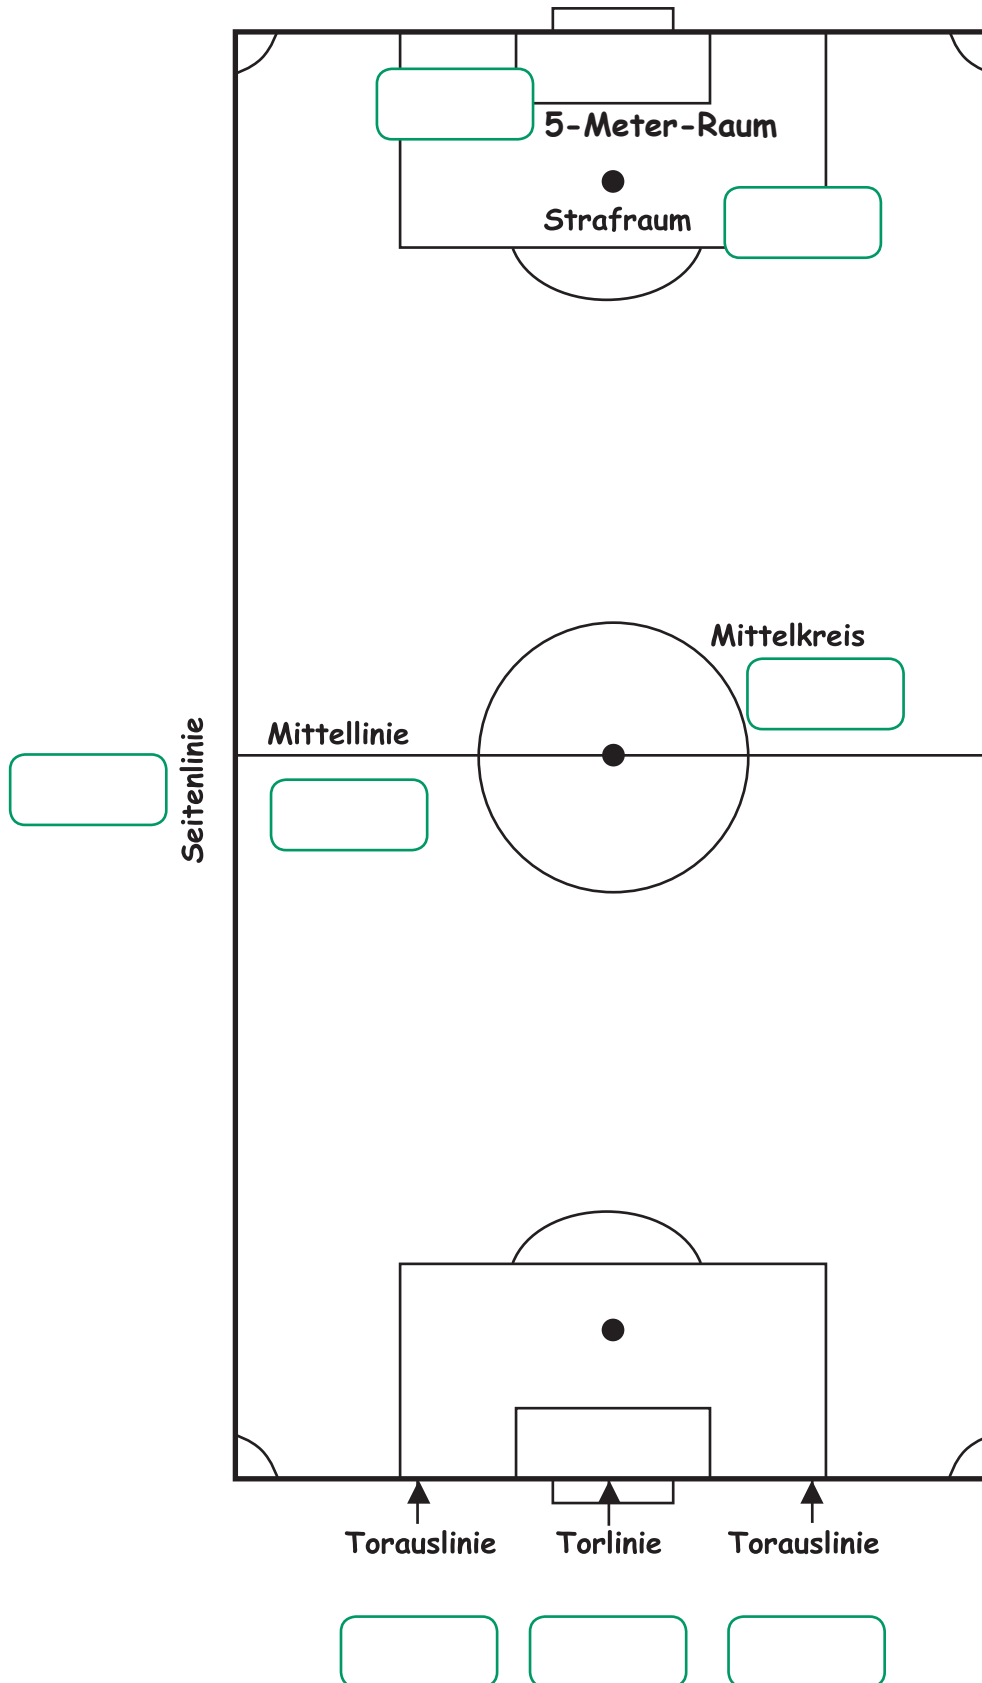 5-Meter-Raum
Strafraum
Mittelkreis
Mittellinie
Seitenlinie
Torauslinie
Torlinie
Torauslinie